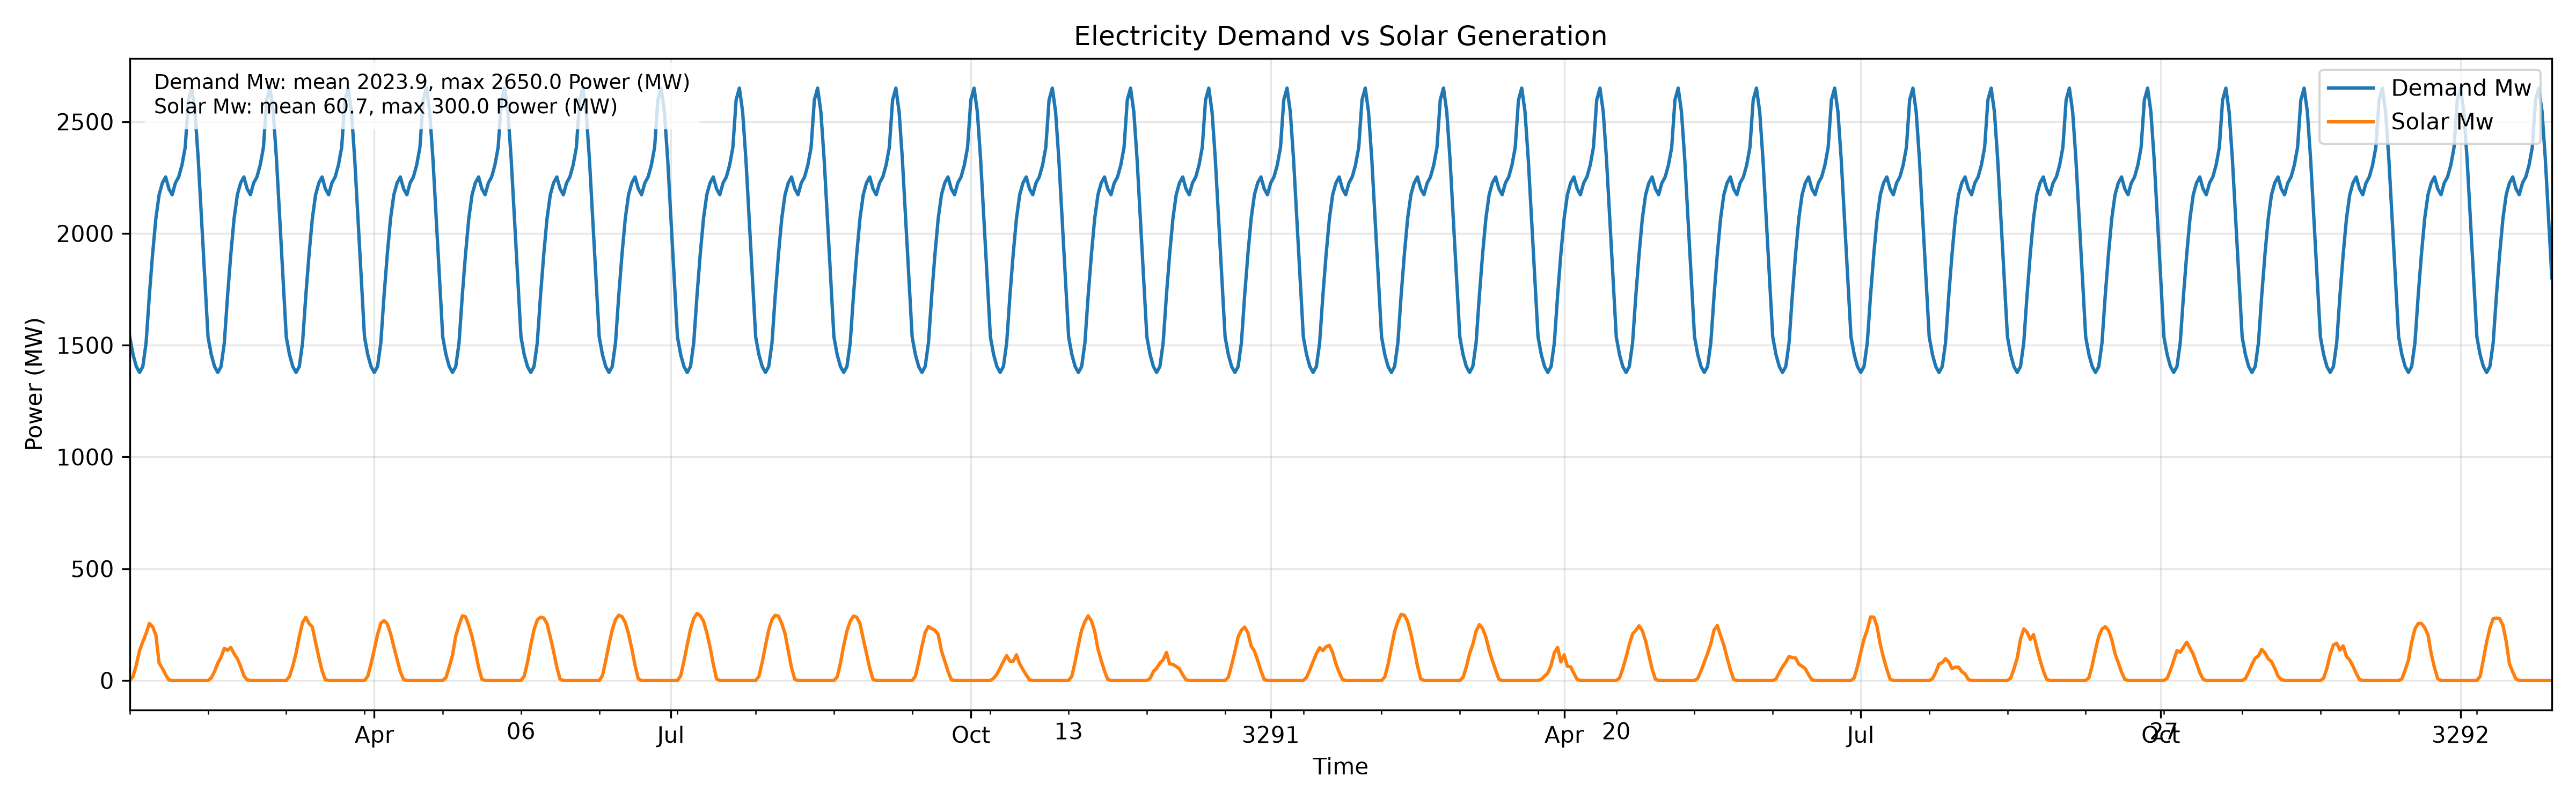 Electricity Demand vs Solar Generation
Demand Mw: mean 2023.9, max 2650.0 Power (MW)
Solar Mw: mean 60.7, max 300.0 Power (MW)
Demand Mw
Solar Mw
Power (MW)
2500
2000
1500
1000
500
0
Apr 06 Jul Oct 13 3291 Apr 20 Jul Oct 27 3292
Time